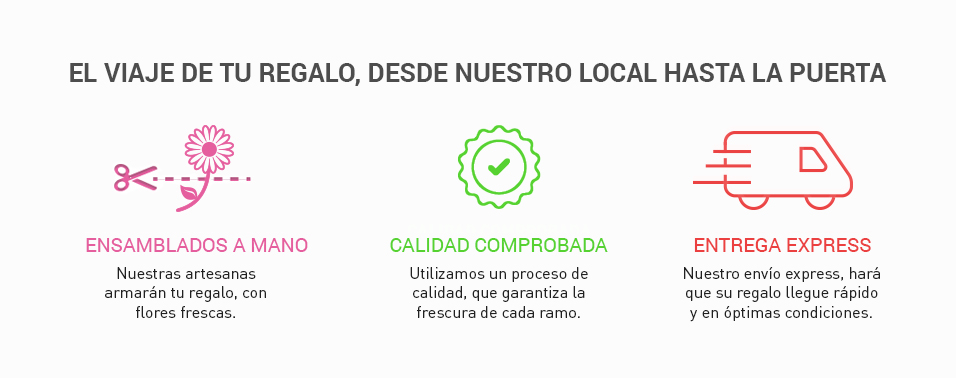 EL VIAJE DE TU REGALO, DESDE NUESTRO LOCAL HASTA LA PUERTA
ENSAMBLADOS A MANO
Nuestras artesanas
armarán tu regalo, con
flores frescas.
CALIDAD COMPROBADA
Utilizamos un proceso de
calidad, que garantiza la
frescura de cada ramo.
ENTREGA EXPRESS
Nuestro envío express, hará
que su regalo llegue rápido
y en óptimas condiciones.